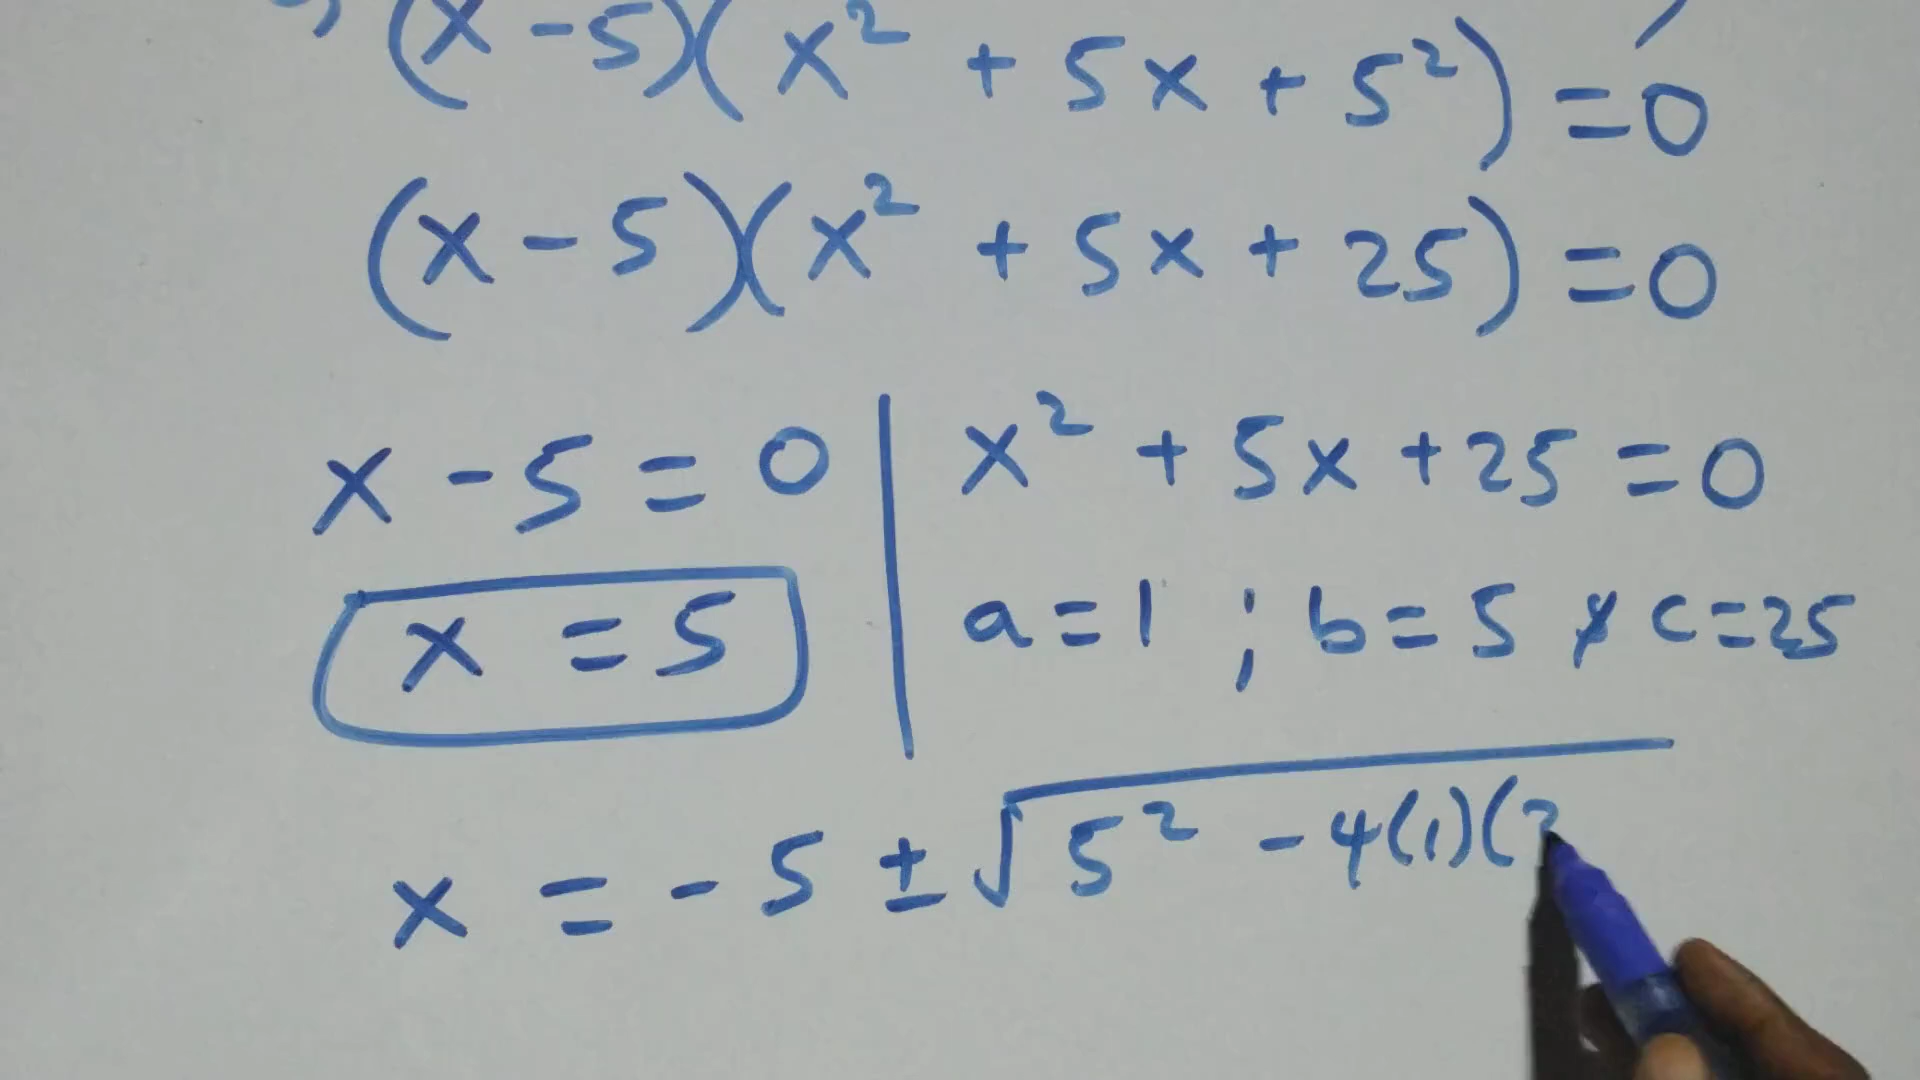 (x - 5)(x² + 5x + 5²) = 0
(x - 5)(x² + 5x + 25) = 0
x - 5 = 0
x = 5
x² + 5x + 25 = 0
a = 1 ; b = 5 , c = 25
x = - 5 ± √5² - 4(1)(2